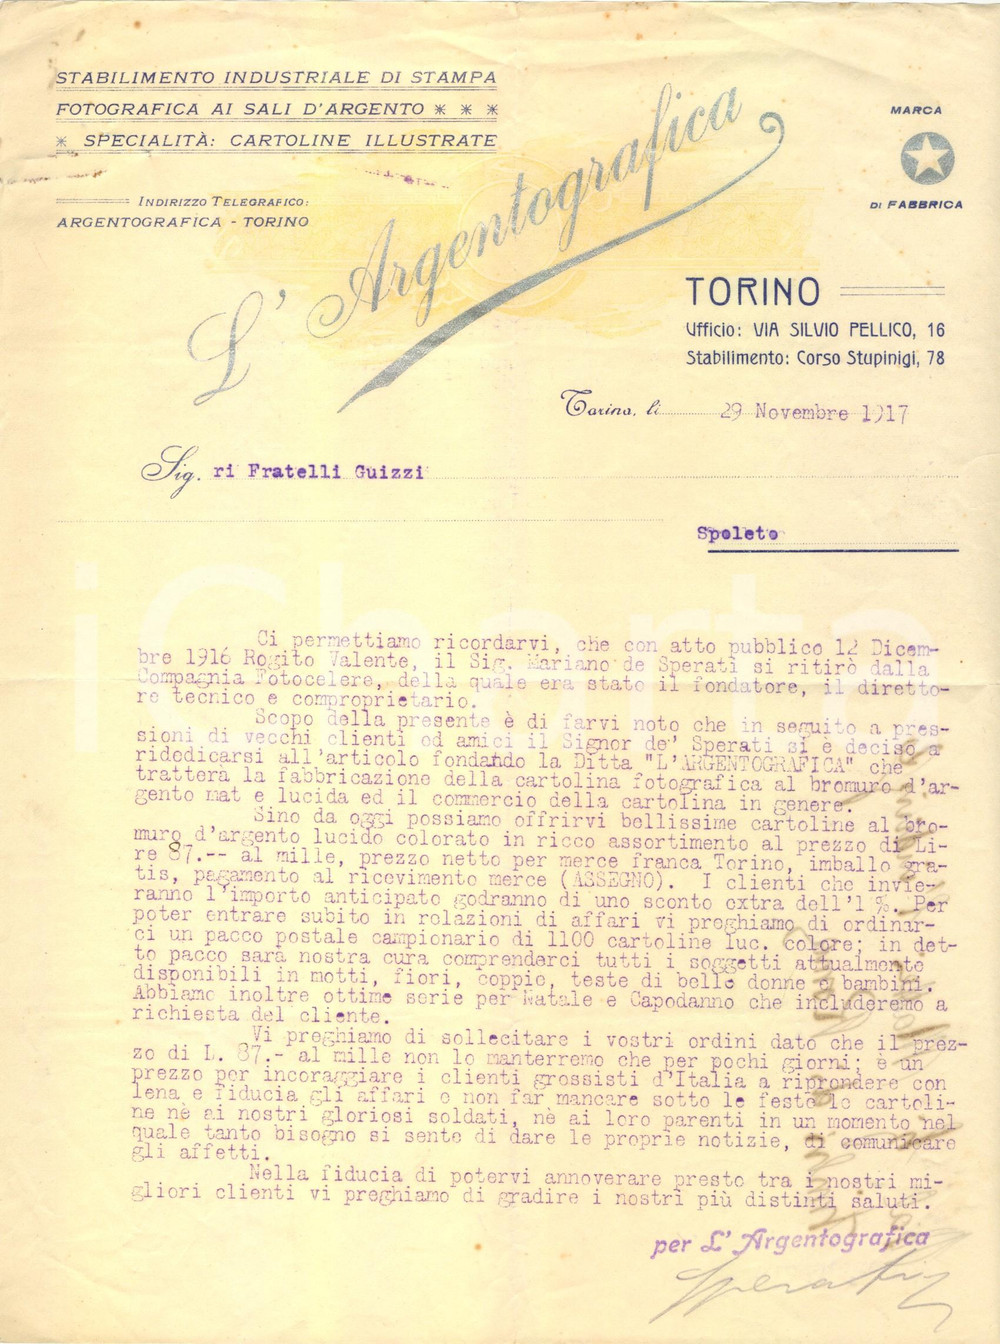 STABILIMENTO INDUSTRIALE DI STAMPA
FOTOGRAFICA AI SALI D'ARGENTO * * *
* SPECIALITÀ: CARTOLINE ILLUSTRATE
INDIRIZZO TELEGRAFICO:
ARGENTOGRAFICA - TORINO
L'Argentografica
MARCA
DI FABBRICA
TORINO
Ufficio: VIA SILVIO PELLICO, 16
Stabilimento: Corso Stupinigi, 78
Torino, li 29 Novembre 1917
Sig. ri Fratelli Guizzi
Spoleto
Ci permettiamo ricordarvi, che con atto pubblico 12 Dicem-
bre 1916 Rogito Valente, il Sig. Mariano de Sperati si ritirò dalla
Compagnia Fotocelere, della quale era stato il fondatore, il diretto-
re tecnico e comproprietario.
Scopo della presente è di farvi noto che in seguito a pres-
sioni di vecchi clienti ed amici il Signor de' Sperati si è deciso a
ridedicarsi all'articolo fondando la Ditta "L'ARGENTOGRAFICA" che
tratterà la fabbricazione della cartolina fotografica al bromuro d'ar-
gento mat e lucida ed il commercio della cartolina in genere.
Sino da oggi possiamo offrirvi bellissime cartoline al bro-
muro d'argento lucido colorato in ricco assortimento al prezzo di Li-
re 87.-- al mille, prezzo netto per merce franca Torino, imballo gra-
tis, pagamento al ricevimento merce (ASSEGNO). I clienti che invie-
ranno l'importo anticipato godranno di uno sconto extra dell'1 %. Per
poter entrare subito in relazioni di affari vi preghiamo di ordinar-
ci un pacco postale campionario di 1100 cartoline luc. colore; in det-
to pacco sarà nostra cura comprenderci tutti i soggetti attualmente
disponibili in motti, fiori, coppie, teste di belle donne e bambini.
Abbiamo inoltre ottime serie per Natale e Capodanno che includeremo a
richiesta del cliente.
Vi preghiamo di sollecitare i vostri ordini dato che il prez-
zo di L. 87.- al mille non lo manterremo che per pochi giorni; è un
prezzo per incoraggiare i clienti grossisti d'Italia a riprendere con
lena e fiducia gli affari e non far mancare sotto le feste le cartoli-
ne nè ai nostri gloriosi soldati, nè ai loro parenti in un momento nel
quale tanto bisogno si sente di dare le proprie notizie, di comunicare
gli affetti.
Nella fiducia di potervi annoverare presto tra i nostri mi-
gliori clienti vi preghiamo di gradire i nostri più distinti saluti.
per L'Argentografica
Sperati